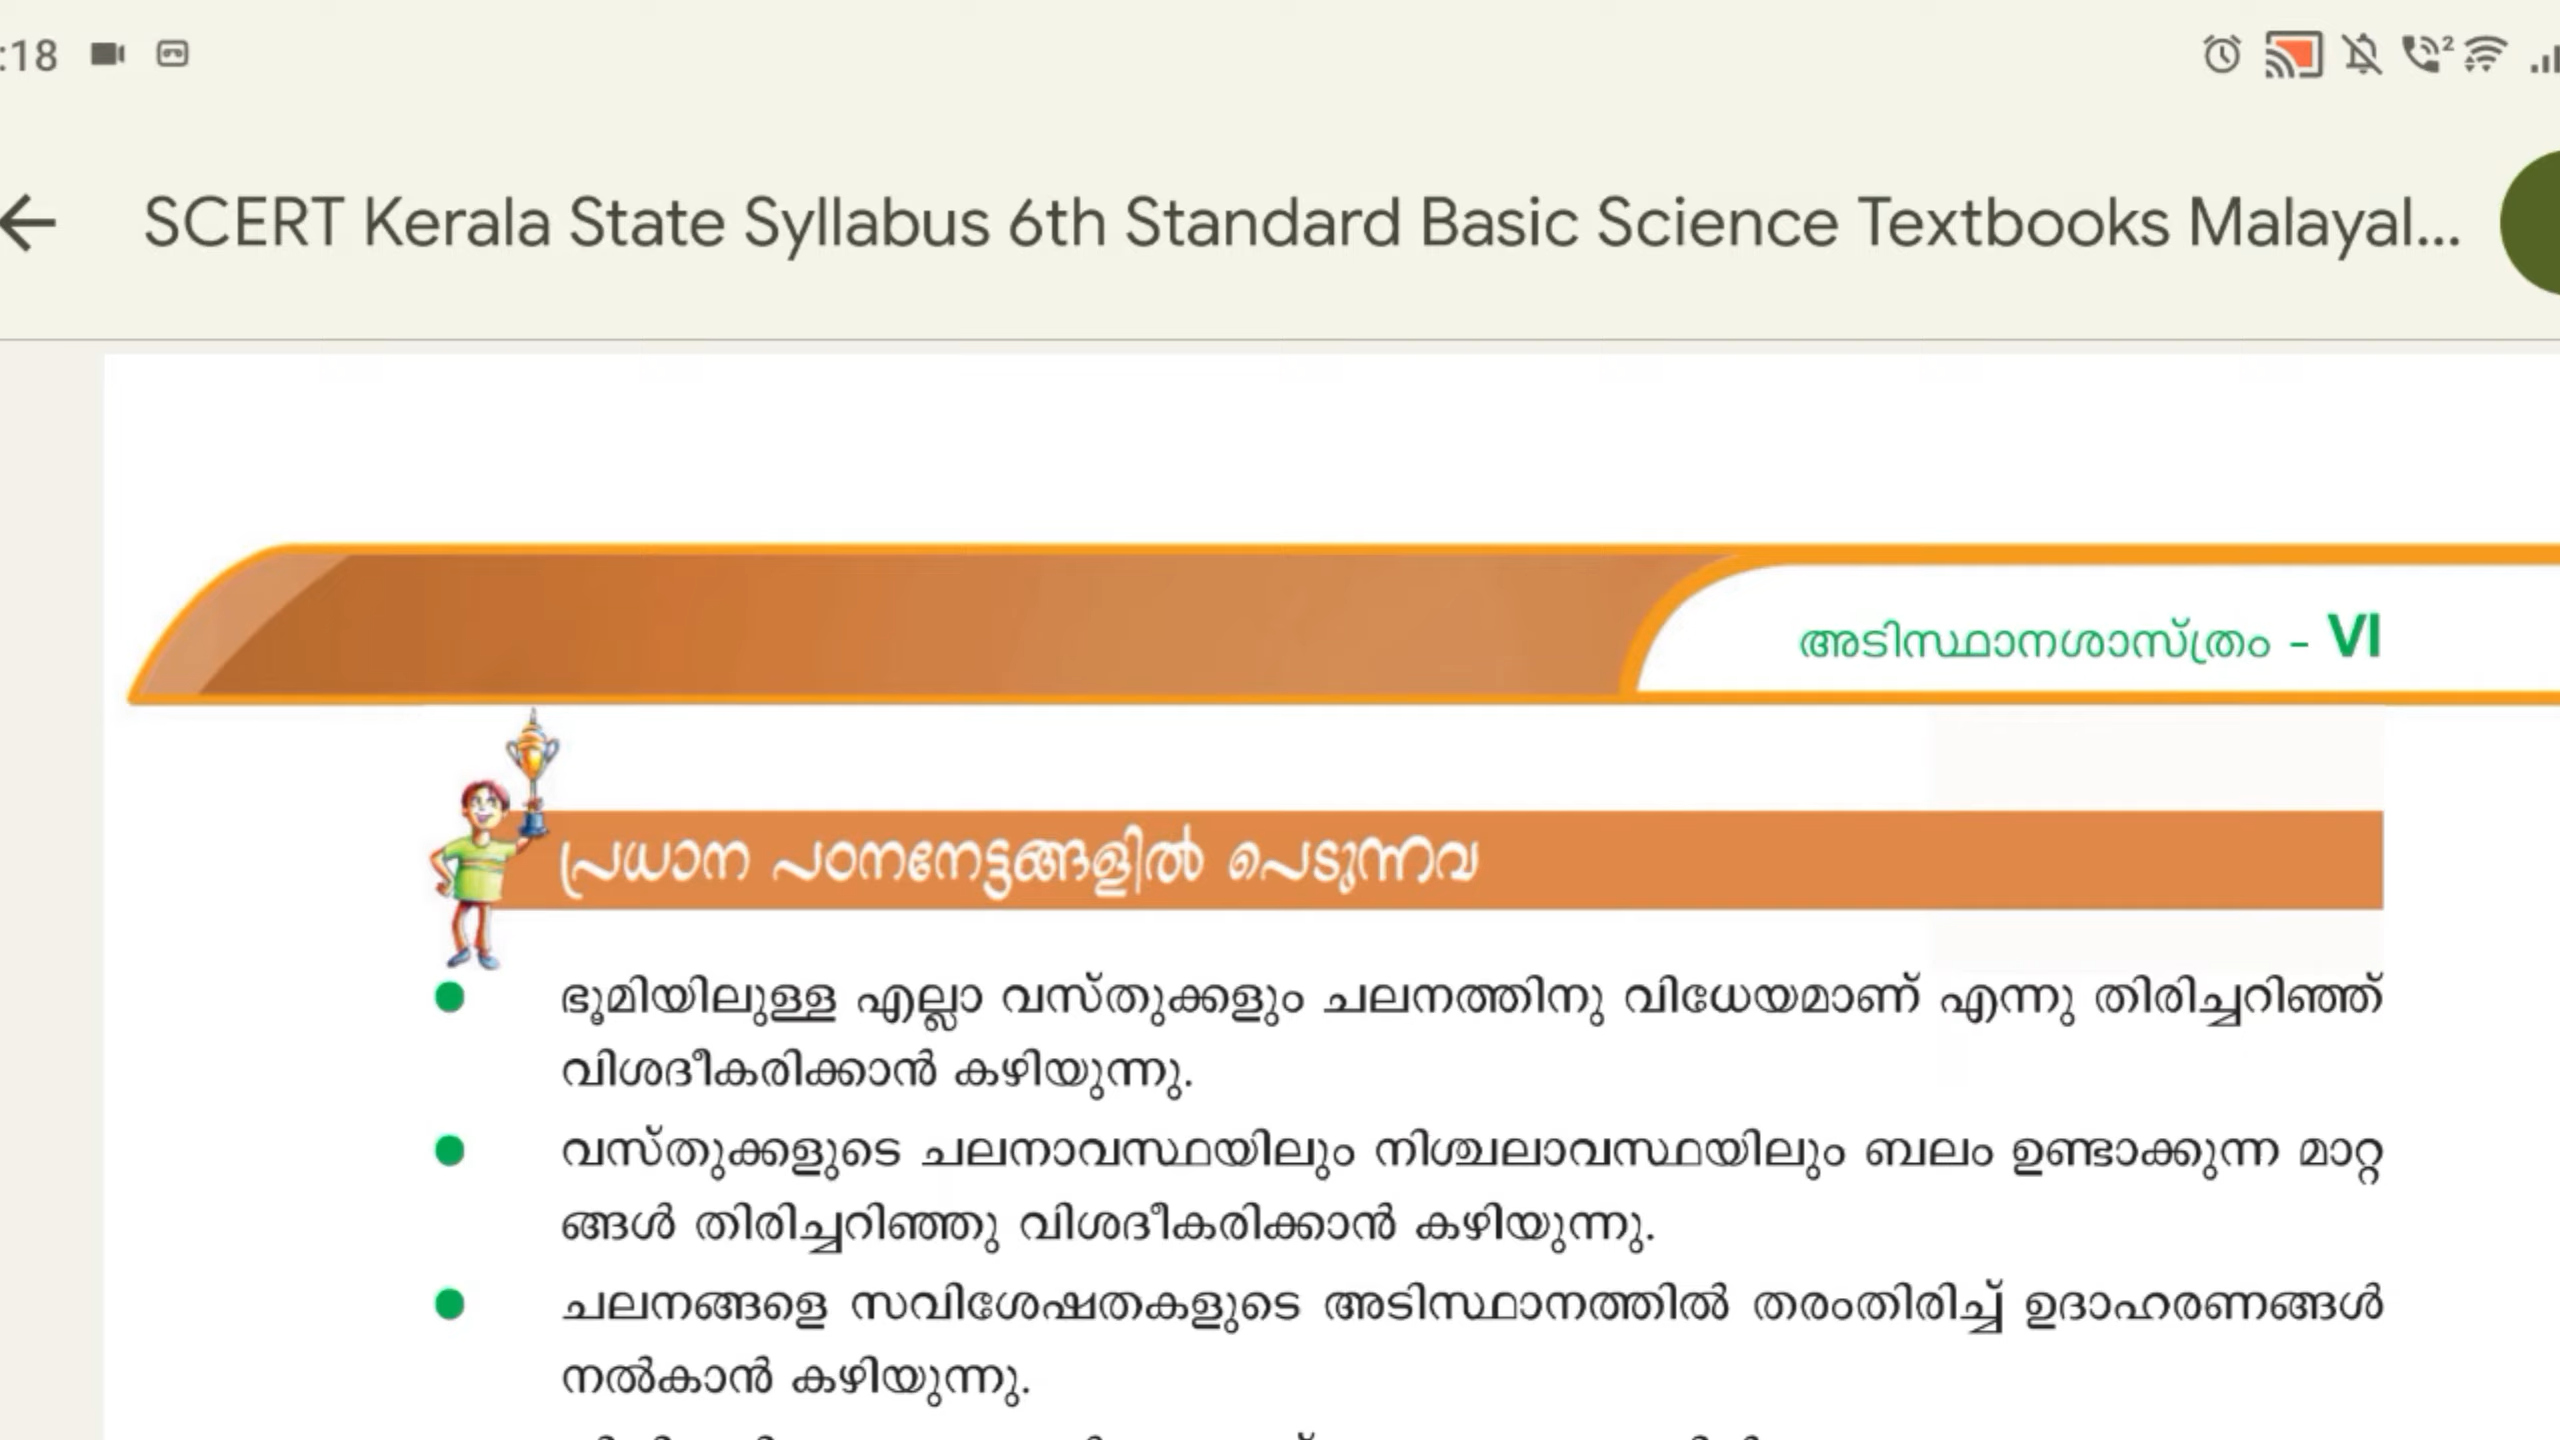 :18
SCERT Kerala State Syllabus 6th Standard Basic Science Textbooks Malayal...
അടിസ്ഥാനശാസ്ത്രം - VI
പ്രധാന പഠനനേട്ടങ്ങളിൽ പെടുന്നവ
ഭൂമിയിലുള്ള എല്ലാ വസ്തുക്കളും ചലനത്തിനു വിധേയമാണ് എന്നു തിരിച്ചറിഞ്ഞ്
വിശദീകരിക്കാൻ കഴിയുന്നു.
വസ്തുക്കളുടെ ചലനാവസ്ഥയിലും നിശ്ചലാവസ്ഥയിലും ബലം ഉണ്ടാക്കുന്ന മാറ്റ
ങ്ങൾ തിരിച്ചറിഞ്ഞു വിശദീകരിക്കാൻ കഴിയുന്നു.
ചലനങ്ങളെ സവിശേഷതകളുടെ അടിസ്ഥാനത്തിൽ തരംതിരിച്ച് ഉദാഹരണങ്ങൾ
നൽകാൻ കഴിയുന്നു.